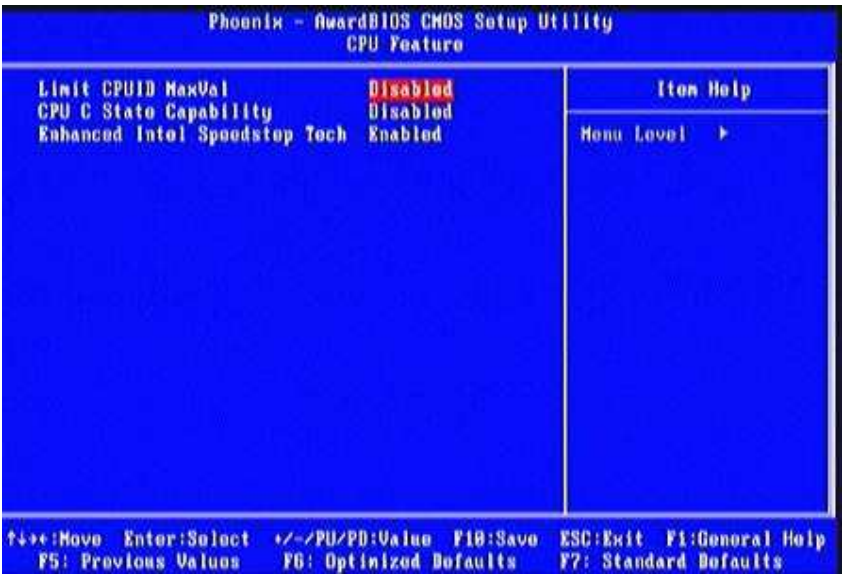 Phoenix - AwardBIOS CMOS Setup Utility
CPU Feature
Limit CPUID MaxVal Disabled
CPU C State Capability Disabled
Enhanced Intel Speedstep Tech Enabled
Item Help
Menu Level ▸
↑↓→←:Move Enter:Select +/-/PU/PD:Value F10:Save ESC:Exit F1:General Help
F5: Previous Values F6: Optimized Defaults F7: Standard Defaults